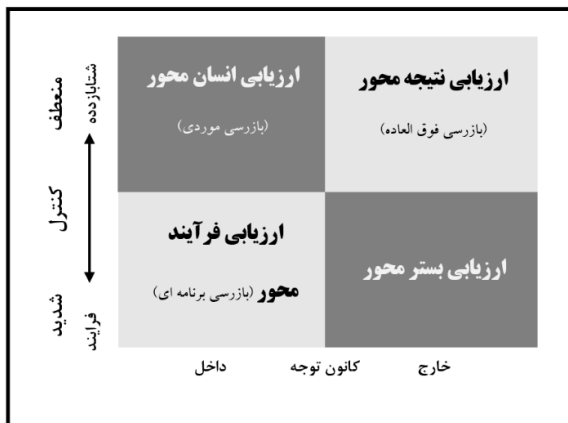 ارزیابی نتیجه محور
(بازرسی فوق العاده)
ارزیابی انسان محور
(بازرسی موردی)
ارزیابی بستر محور
ارزیابی فرآیند
محور (بازرسی برنامه ای)
منعطف
شتابازدده
کنترل
شدید
فرایند
خارج
کانون توجه
داخل